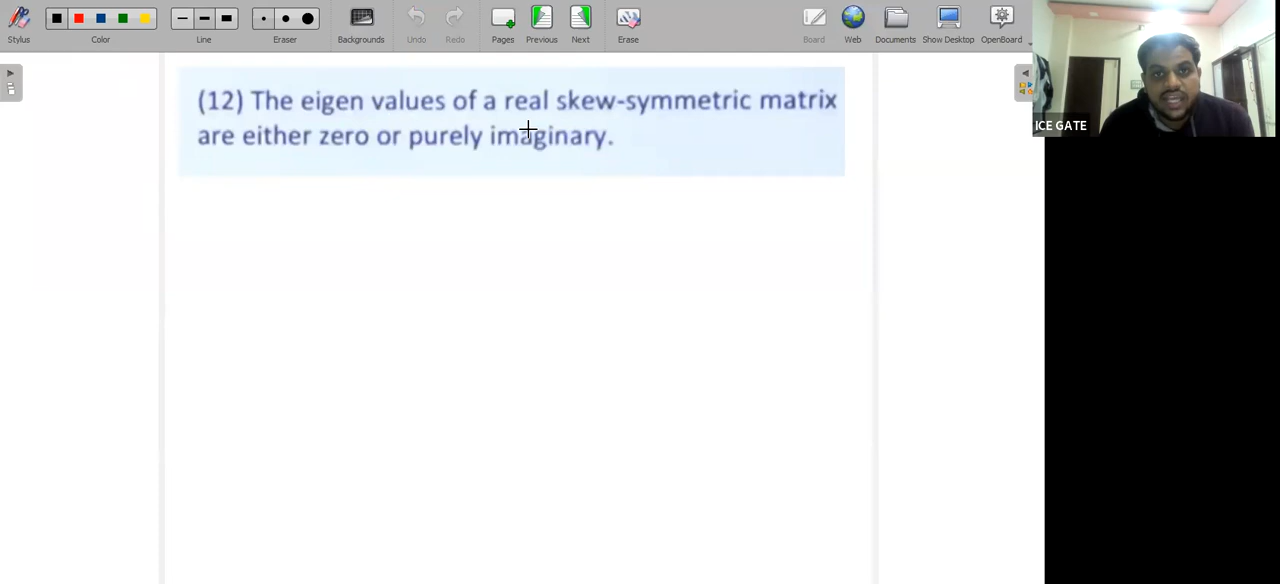 Stylus
Color
Line
Eraser
Backgrounds
Undo
Redo
Pages
Previous
Next
Erase
Board
Web
Documents
Show Desktop
OpenBoard
ICE GATE
(12) The eigen values of a real skew-symmetric matrix
are either zero or purely imaginary.